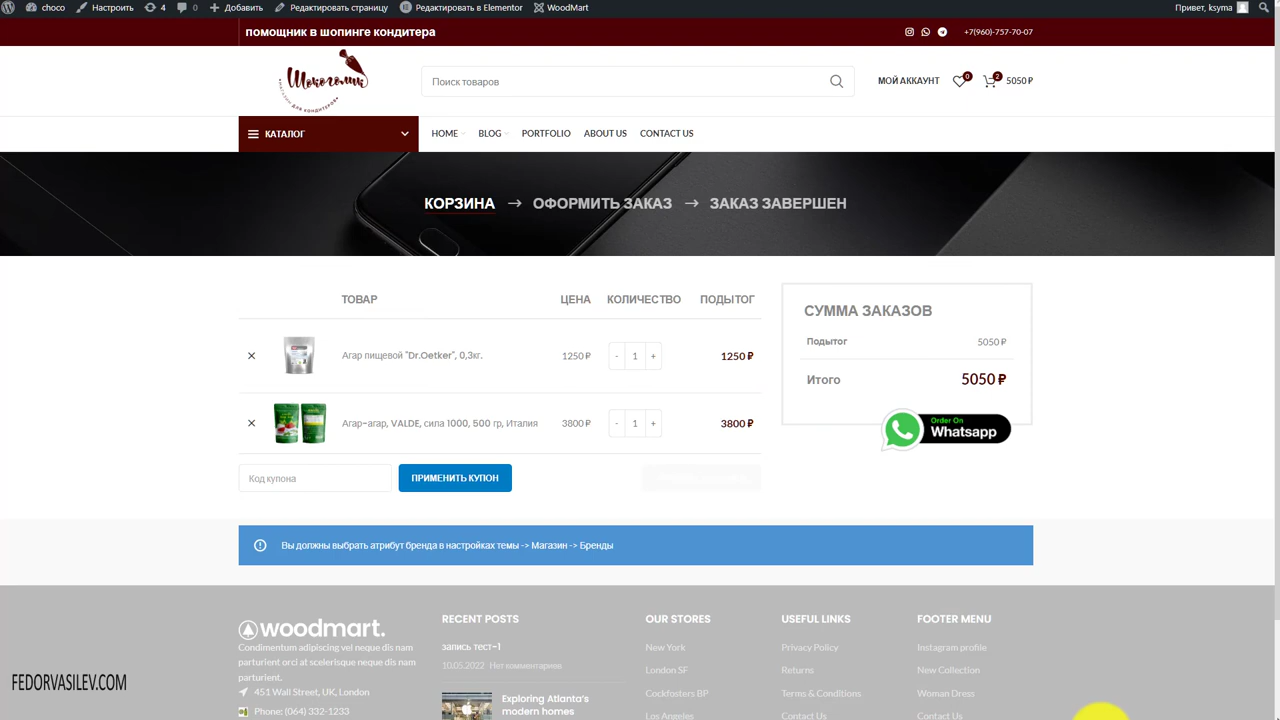 choco Настроить 4 0 Добавить Редактировать страницу Редактировать в Elementor Woodmart Привет, ksyma
помощник в шопинге кондитера +7(960)-757-70-07
Шокоголик
магазин для кондитеров
Поиск товаров МОЙ АККАУНТ 0 2 5050 ₽
КАТАЛОГ HOME BLOG PORTFOLIO ABOUT US CONTACT US
КОРЗИНА → ОФОРМИТЬ ЗАКАЗ → ЗАКАЗ ЗАВЕРШЕН
ТОВАР ЦЕНА КОЛИЧЕСТВО ПОДЫТОГ
× Агар пищевой "Dr.Oetker", 0,3кг. 1250 ₽ - 1 + 1250 ₽
× Агар-агар, VALDE, сила 1000, 500 гр, Италия 3800 ₽ - 1 + 3800 ₽
Код купона ПРИМЕНИТЬ КУПОН
СУММА ЗАКАЗОВ
Подытог 5050 ₽
Итого 5050 ₽
Order On
Whatsapp
Вы должны выбрать атрибут бренда в настройках темы -> Магазин -> Бренды
woodmart.
Condimentum adipiscing vel neque dis nam
parturient orci at scelerisque neque dis nam
parturient.
451 Wall Street, UK, London
Phone: (064) 332-1233
RECENT POSTS
запись тест-1
10.05.2022 Нет комментариев
Exploring Atlanta's
modern homes
OUR STORES
New York
London SF
Cockfosters BP
Los Angeles
USEFUL LINKS
Privacy Policy
Returns
Terms & Conditions
Contact Us
FOOTER MENU
Instagram profile
New Collection
Woman Dress
Contact Us
FEDORVASILEV.COM